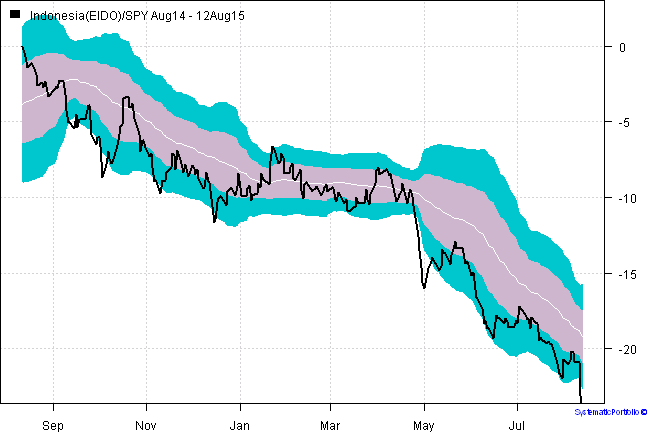 Indonesia(EIDO)/SPY Aug14 - 12Aug15
0
-5
-10
-15
-20
Sep Nov Jan Mar May Jul
SystematicPortfolio ©